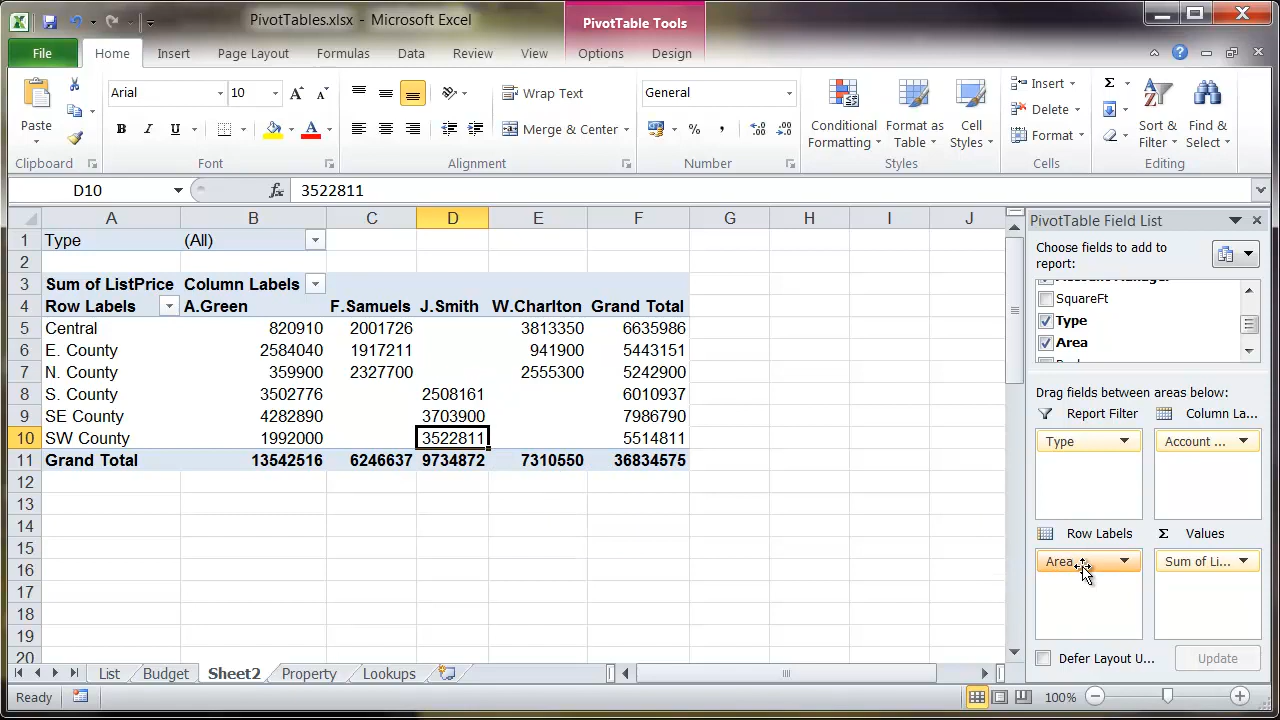 PivotTables.xlsx - Microsoft Excel
PivotTable Tools
File Home Insert Page Layout Formulas Data Review View Options Design
Paste
Clipboard
Arial 10
Font
Wrap Text
Merge & Center
Alignment
General
Number
Conditional Formatting
Format as Table
Cell Styles
Styles
Insert
Delete
Format
Cells
Sort & Filter
Find & Select
Editing
D10 fx 3522811
A B C D E F G H I J
1 Type (All)
2
3 Sum of ListPrice Column Labels
4 Row Labels A.Green F.Samuels J.Smith W.Charlton Grand Total
5 Central 820910 2001726 3813350 6635986
6 E. County 2584040 1917211 941900 5443151
7 N. County 359900 2327700 2555300 5242900
8 S. County 3502776 2508161 6010937
9 SE County 4282890 3703900 7986790
10 SW County 1992000 3522811 5514811
11 Grand Total 13542516 6246637 9734872 7310550 36834575
12
13
14
15
16
17
18
19
20
PivotTable Field List
Choose fields to add to
report:
SquareFt
Type
Area
Drag fields between areas below:
Report Filter Column La...
Type Account ...
Row Labels Σ Values
Area Sum of Li...
Defer Layout U... Update
List Budget Sheet2 Property Lookups
Ready 100%